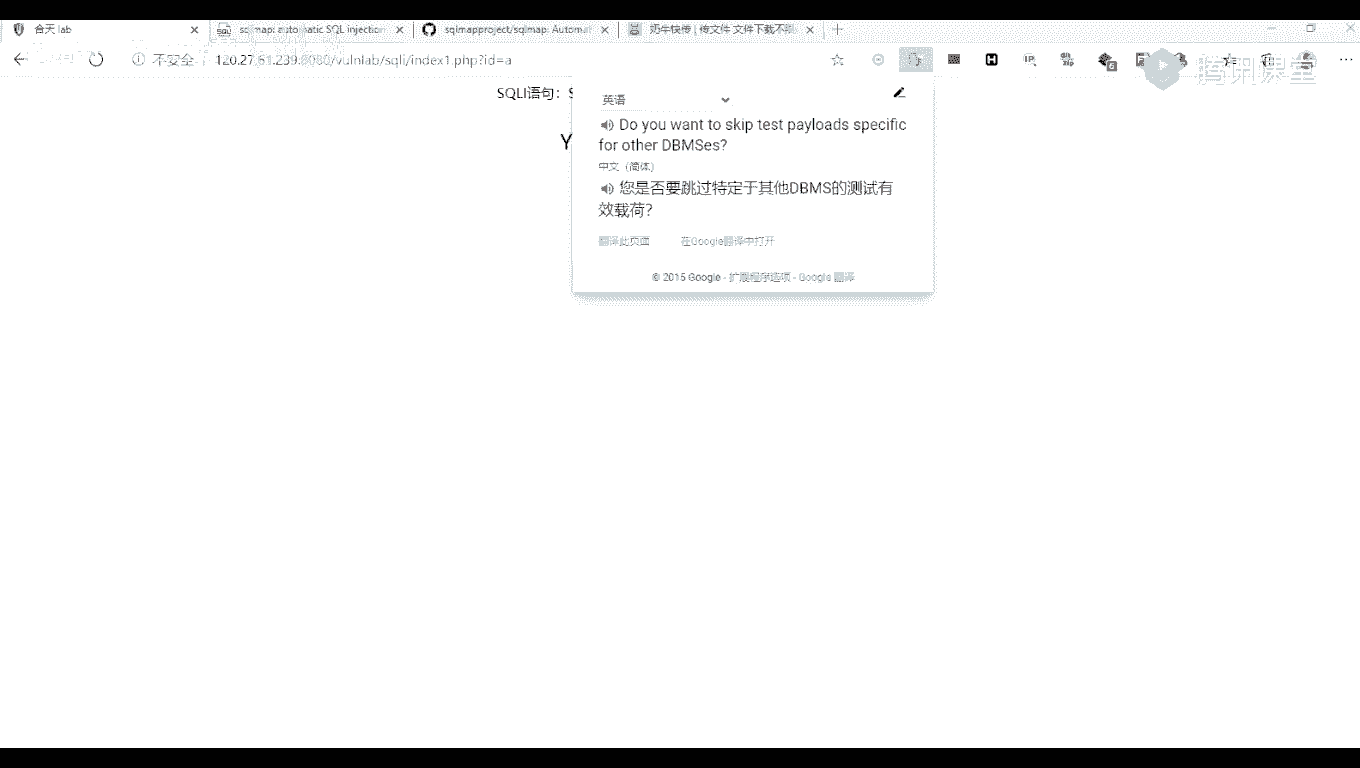 合天 lab
sqlmap: automatic SQL injection
sqlmapproject/sqlmap: Automat
奶牛快传 | 传文件 文件下载不限
不安全
120.27.61.239:8080/vulnlab/sqli/index1.php?id=a
腾讯课堂
SQLI语句：S
英语
Do you want to skip test payloads specific
for other DBMSes?
中文（简体）
您是否要跳过特定于其他DBMS的测试有
效载荷？
翻译此页面 在Google翻译中打开
© 2015 Google - 扩展程序选项 - Google 翻译
Y